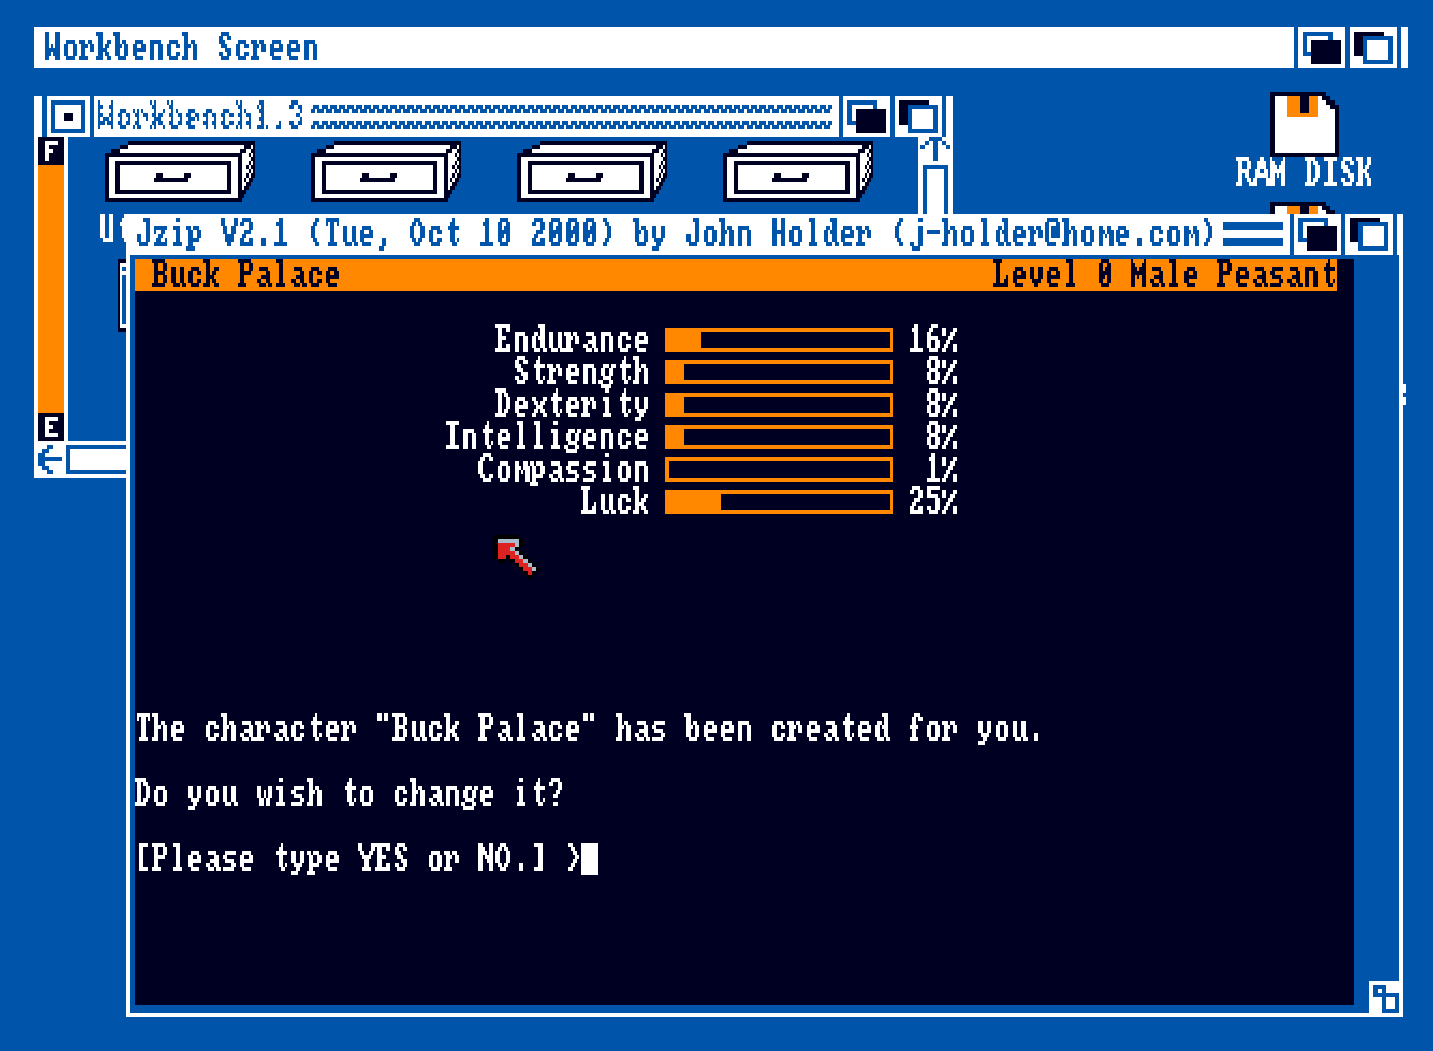 Workbench Screen
Workbench1.3
F
RAM DISK
Jzip V2.1 (Tue, Oct 10 2000) by John Holder (j-holder@home.com)
Buck Palace Level 0 Male Peasant
Endurance 16%
Strength 8%
Dexterity 8%
Intelligence 8%
E
Compassion 1%
Luck 25%
The character "Buck Palace" has been created for you.
Do you wish to change it?
[Please type YES or NO.] >